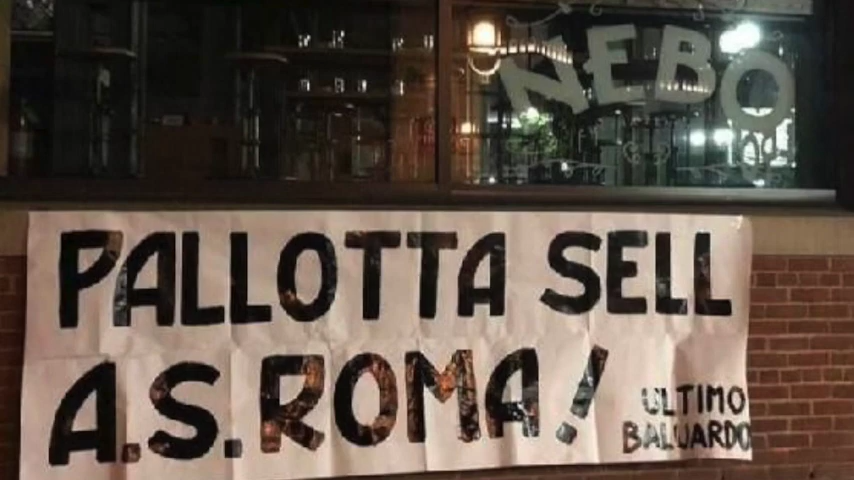 NEBO
PALLOTTA SELL
A.S. ROMA!
ULTIMO
BALUARDO